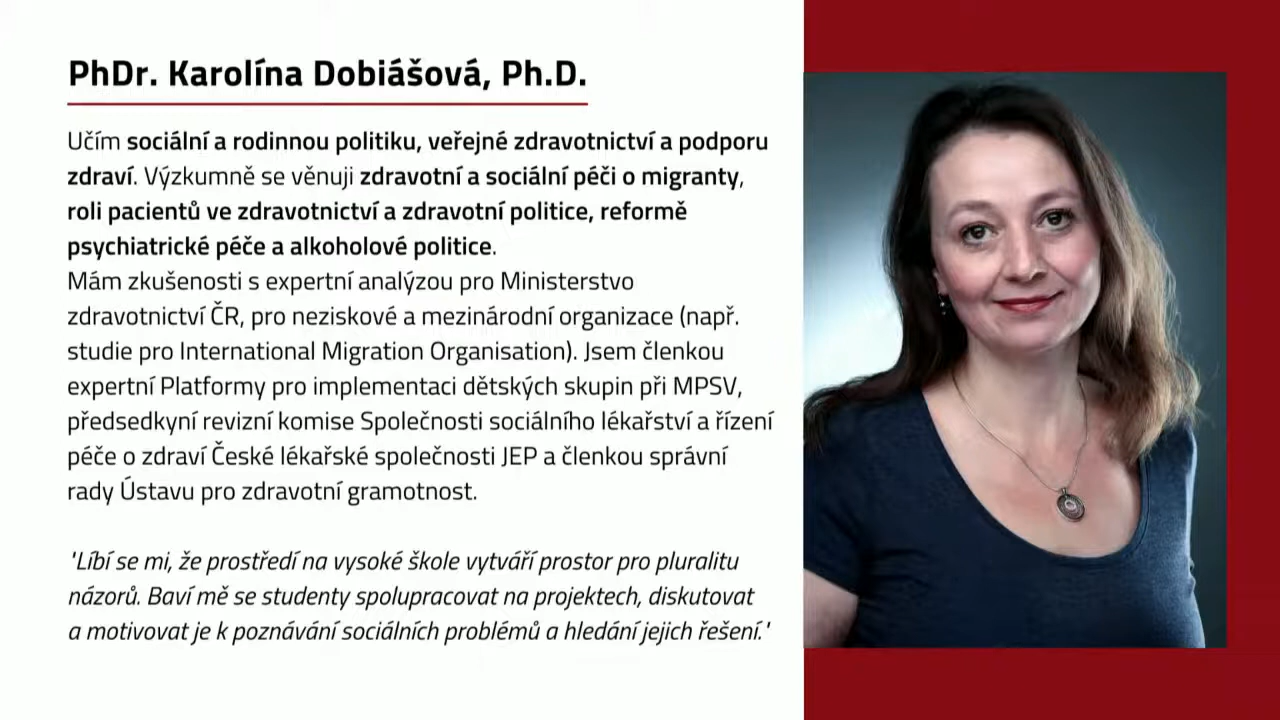 PhDr. Karolína Dobiášová, Ph.D.
Učím sociální a rodinnou politiku, veřejné zdravotnictví a podporu
zdraví. Výzkumně se věnuji zdravotní a sociální péči o migranty,
roli pacientů ve zdravotnictví a zdravotní politice, reformě
psychiatrické péče a alkoholové politice.
Mám zkušenosti s expertní analýzou pro Ministerstvo
zdravotnictví ČR, pro neziskové a mezinárodní organizace (např.
studie pro International Migration Organisation). Jsem členkou
expertní Platformy pro implementaci dětských skupin při MPSV,
předsedkyní revizní komise Společnosti sociálního lékařství a řízení
péče o zdraví České lékařské společnosti JEP a členkou správní
rady Ústavu pro zdravotní gramotnost.
'Líbí se mi, že prostředí na vysoké škole vytváří prostor pro pluralitu
názorů. Baví mě se studenty spolupracovat na projektech, diskutovat
a motivovat je k poznávání sociálních problémů a hledání jejich řešení.'